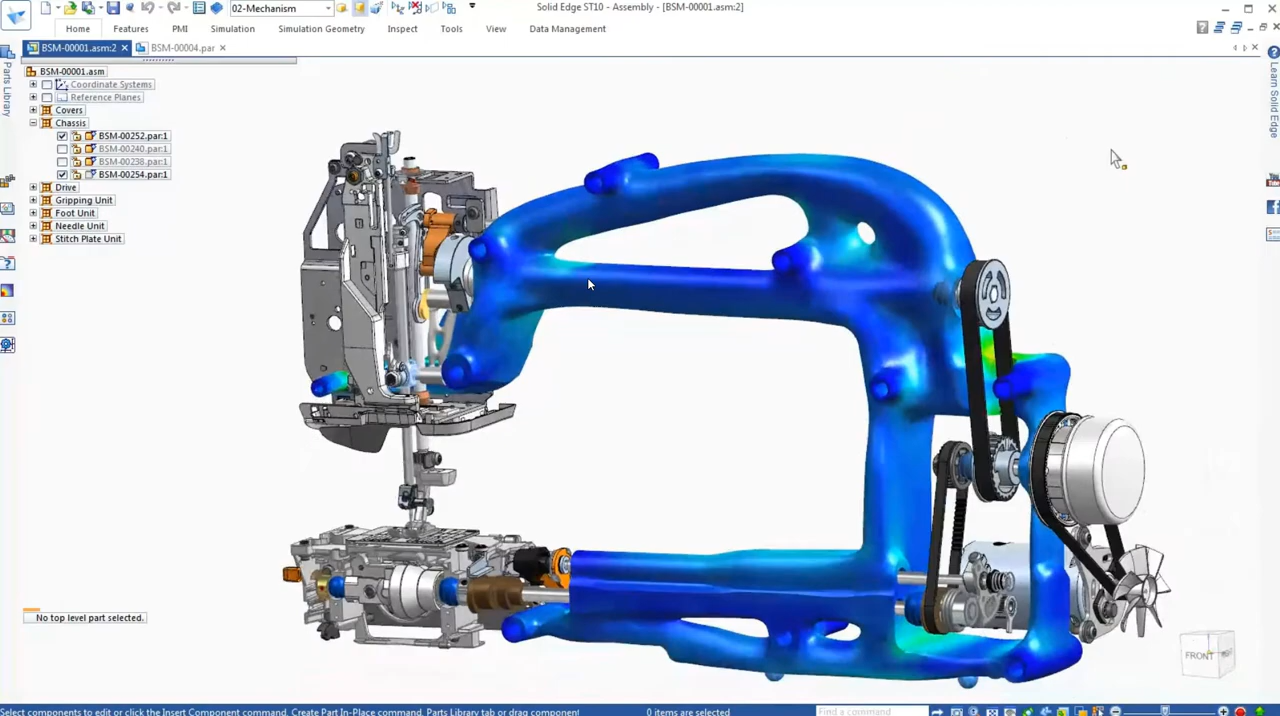 02-Mechanism
Solid Edge ST10 - Assembly - [BSM-00001.asm:2]
Home
Features
PMI
Simulation
Simulation Geometry
Inspect
Tools
View
Data Management
BSM-00001.asm:2
BSM-00004.par
BSM-00001.asm
Coordinate Systems
Reference Planes
Covers
Chassis
BSM-00252.par:1
BSM-00240.par:1
BSM-00238.par:1
BSM-00254.par:1
Drive
Gripping Unit
Foot Unit
Needle Unit
Stitch Plate Unit
Parts Library
Learn Solid Edge
You
Tube
No top level part selected.
FRONT
Select components to edit or click the Insert Component command, Create Part In-Place command, Parts Library tab or drag component
0 items are selected
Find a command